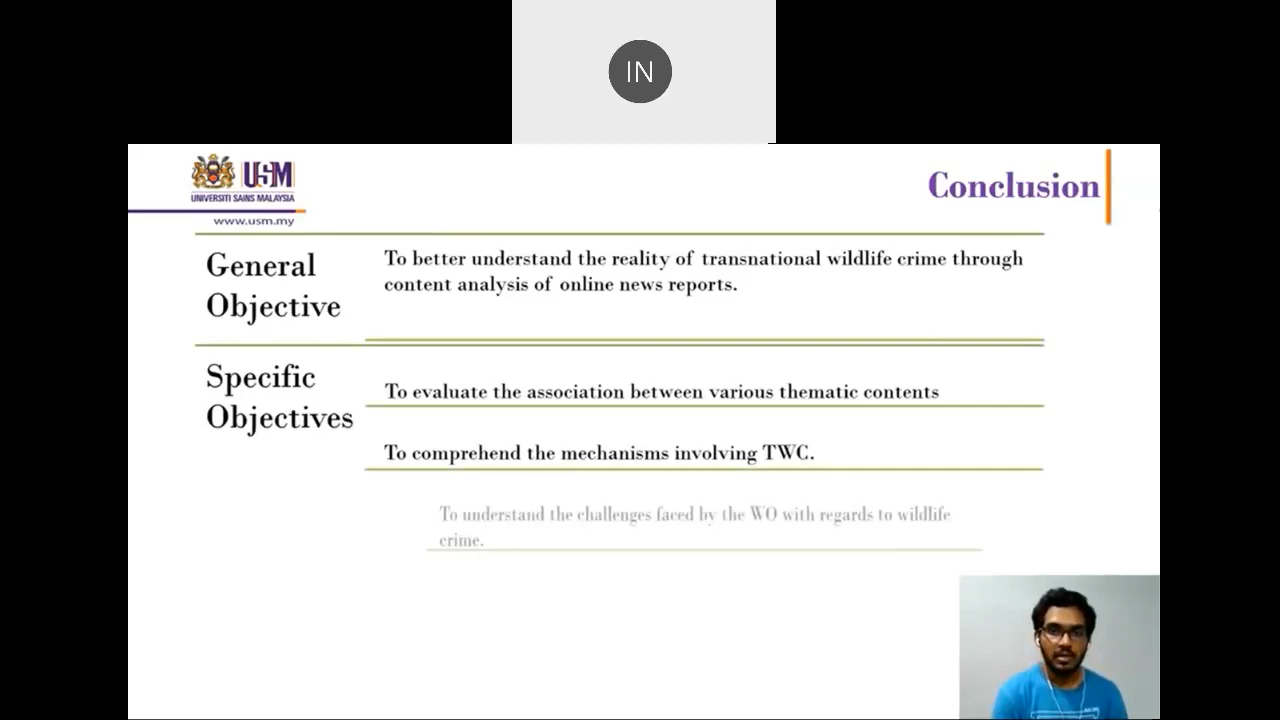 IN
USM
UNIVERSITI SAINS MALAYSIA
www.usm.my
Conclusion
General
Objective
To better understand the reality of transnational wildlife crime through
content analysis of online news reports.
Specific
Objectives
To evaluate the association between various thematic contents
To comprehend the mechanisms involving TWC.
To understand the challenges faced by the WO with regards to wildlife
crime.